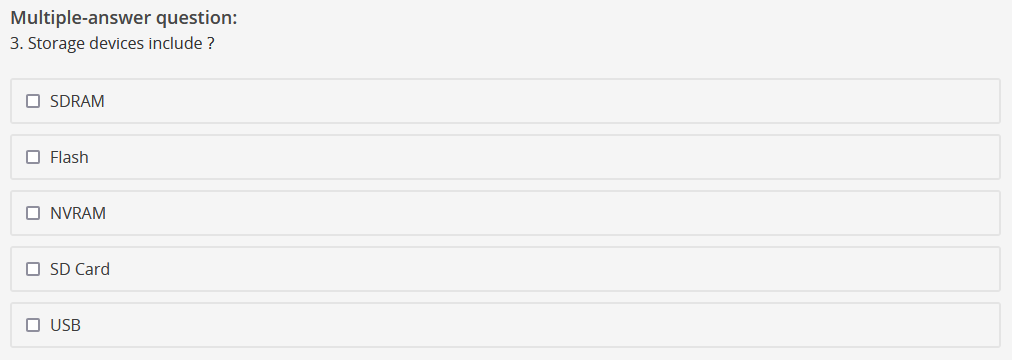 Multiple-answer question:
3. Storage devices include ?
SDRAM
Flash
NVRAM
SD Card
USB